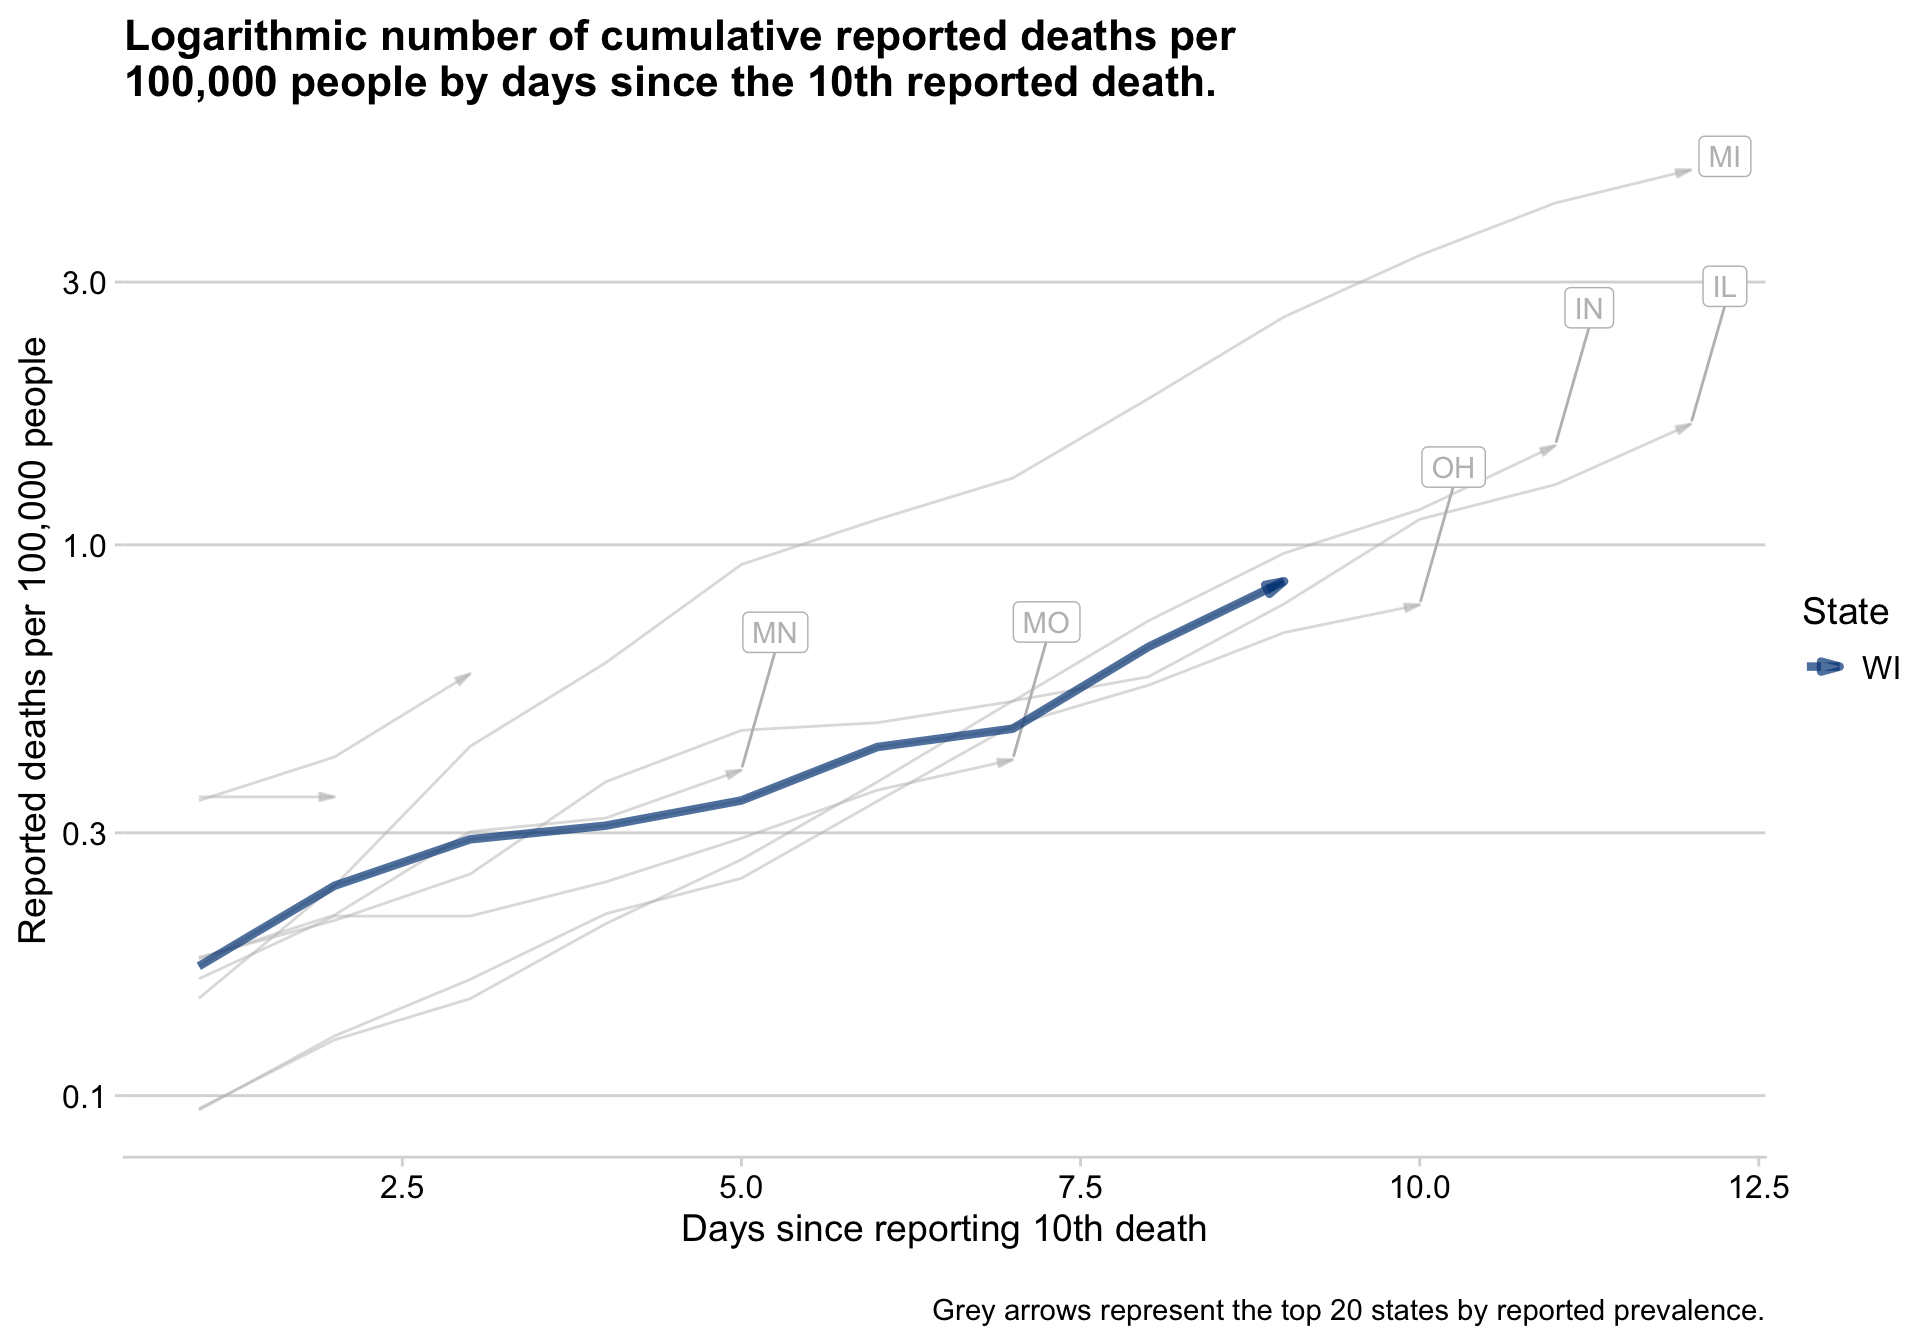 Logarithmic number of cumulative reported deaths per
100,000 people by days since the 10th reported death.
MI
3.0
IL
IN
OH
1.0
MN
MO
0.3
0.1
Reported deaths per 100,000 people
State
WI
2.5 5.0 7.5 10.0 12.5
Days since reporting 10th death
Grey arrows represent the top 20 states by reported prevalence.